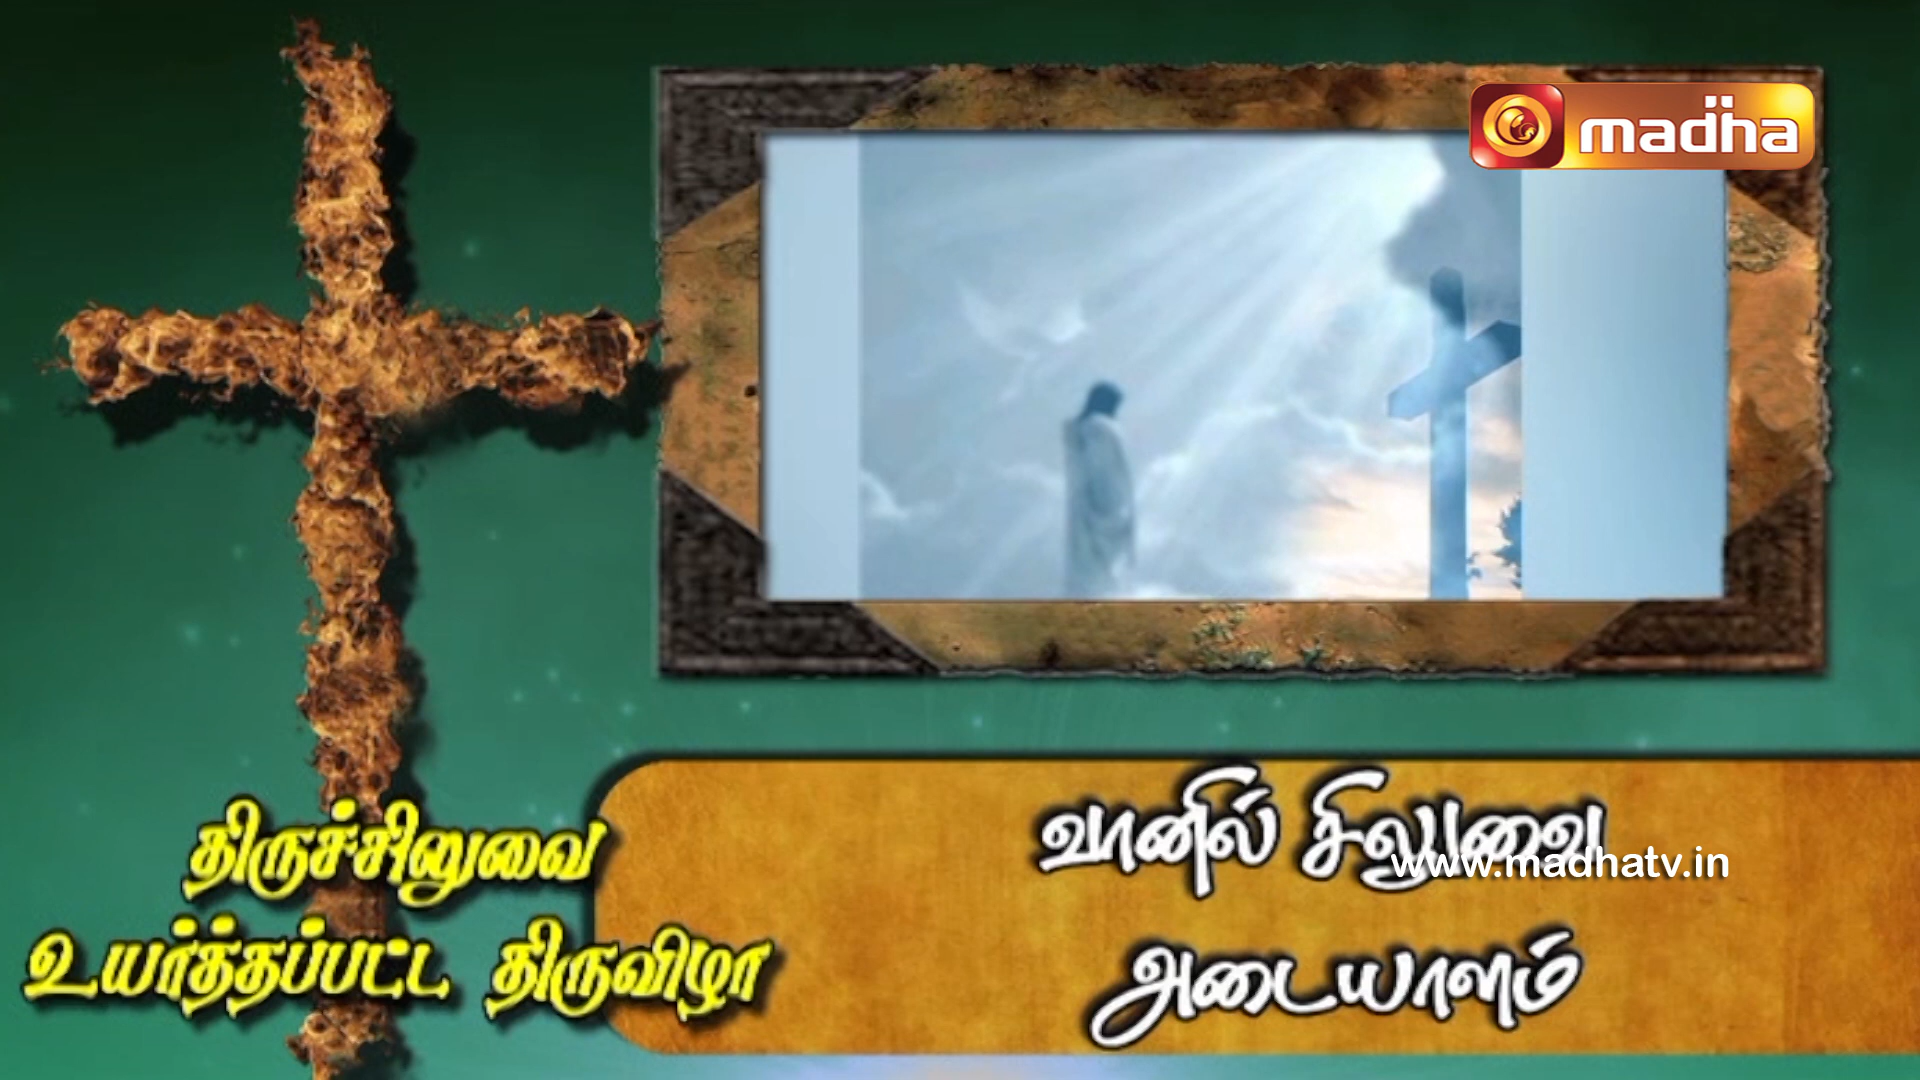 madha
வானில் சிலுவை
www.madhatv.in
அடையாளம்
திருச்சிலுவை
உயர்த்தப்பட்ட திருவிழா